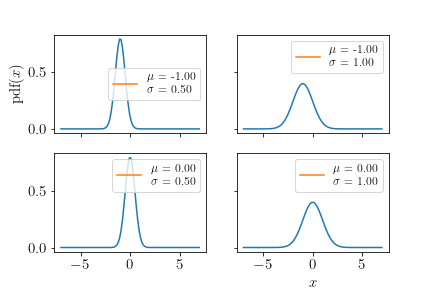 μ = -1.00
σ = 0.50
μ = -1.00
σ = 1.00
pdf(x)
0.5
0.0
μ = 0.00
σ = 0.50
μ = 0.00
σ = 1.00
0.5
0.0
−5 0 5
−5 0 5
x